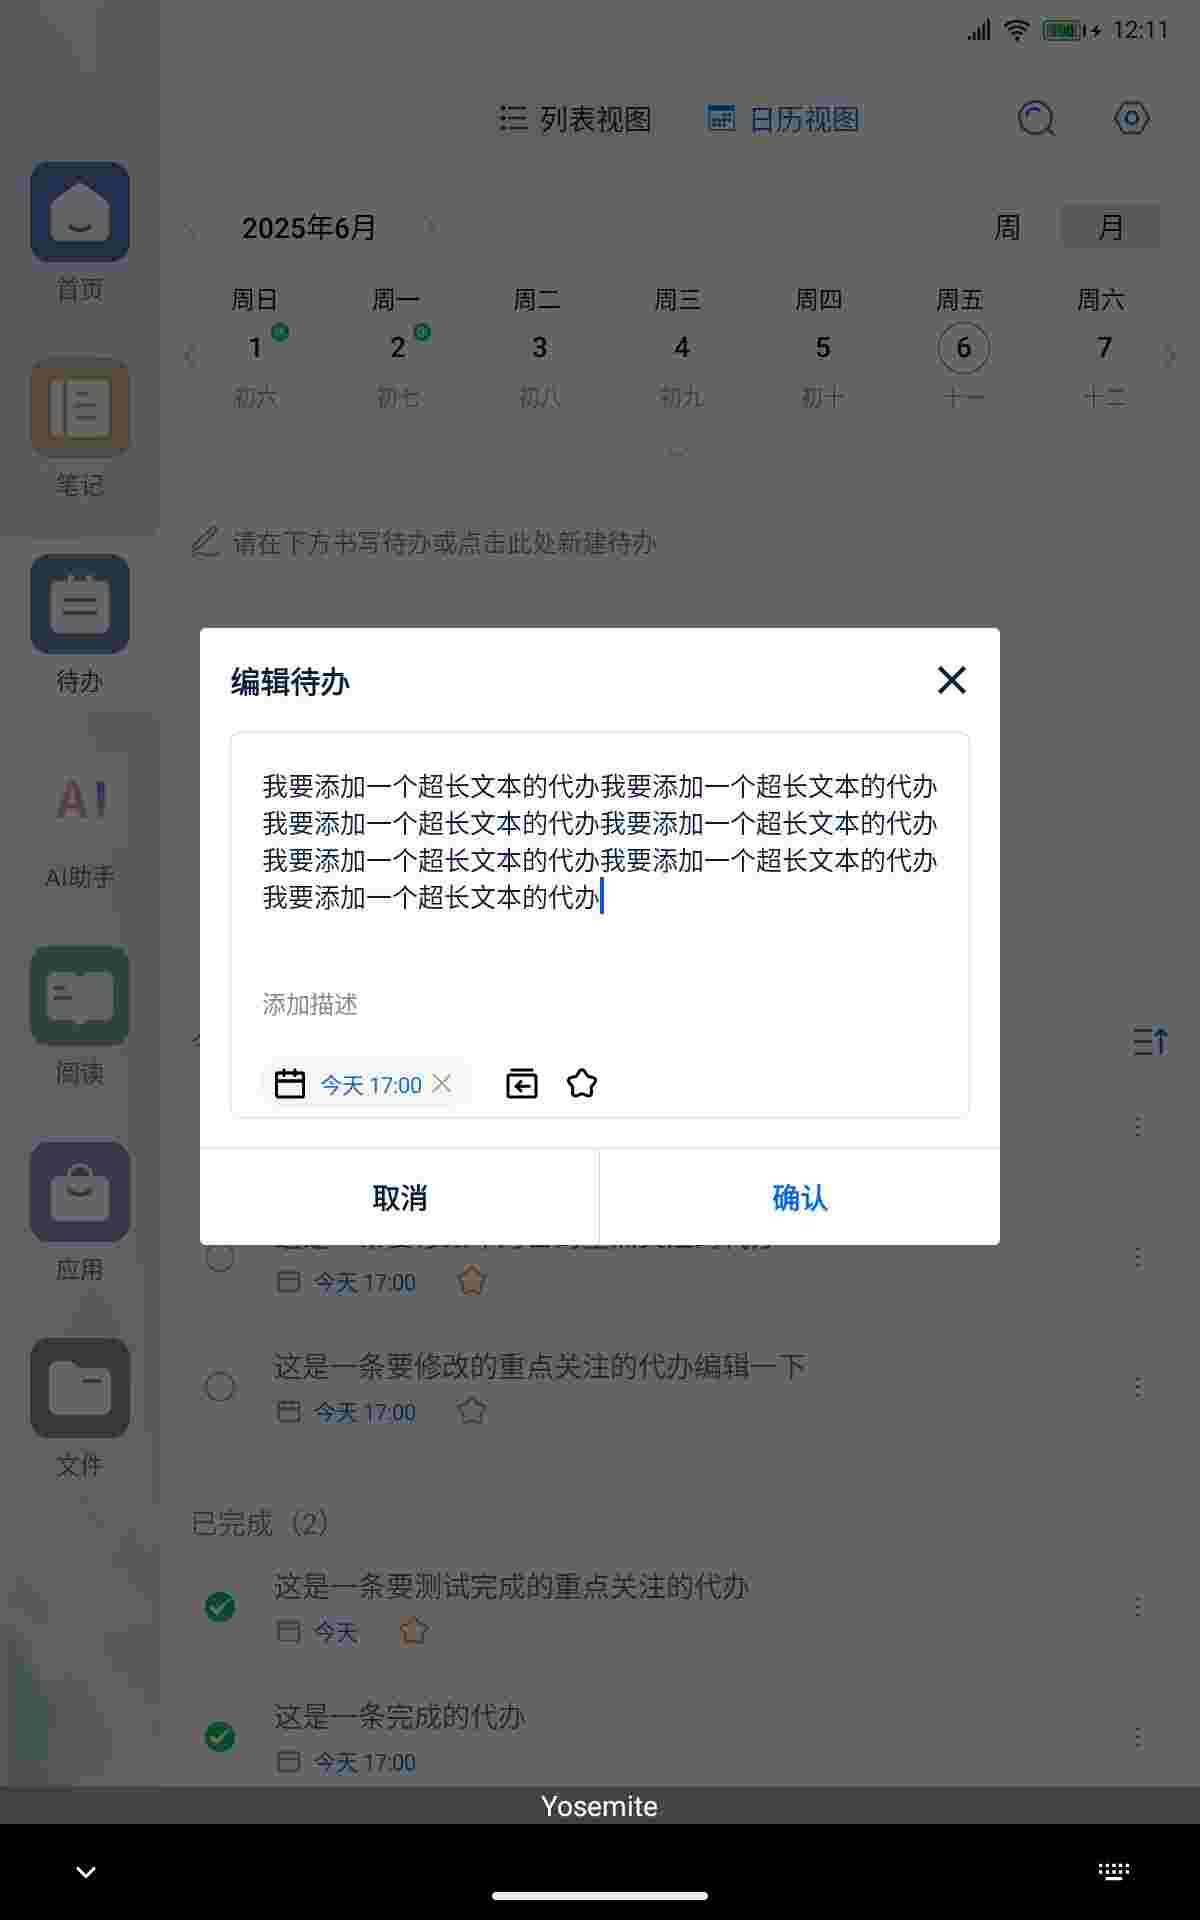 12:11
列表视图
日历视图
首页
2025年6月
周
月
周日 周一 周二 周三 周四 周五 周六
1 2 3 4 5 6 7
初六 初七 初八 初九 初十 十一 十二
笔记
请在下方书写待办或点击此处新建待办
待办
编辑待办
我要添加一个超长文本的代办我要添加一个超长文本的代办
我要添加一个超长文本的代办我要添加一个超长文本的代办
我要添加一个超长文本的代办我要添加一个超长文本的代办
我要添加一个超长文本的代办
AI
AI助手
添加描述
阅读
今天 17:00
取消
确认
应用
今天 17:00
这是一条要修改的重点关注的代办编辑一下
今天 17:00
文件
已完成（2）
这是一条要测试完成的重点关注的代办
今天
这是一条完成的代办
今天 17:00
Yosemite